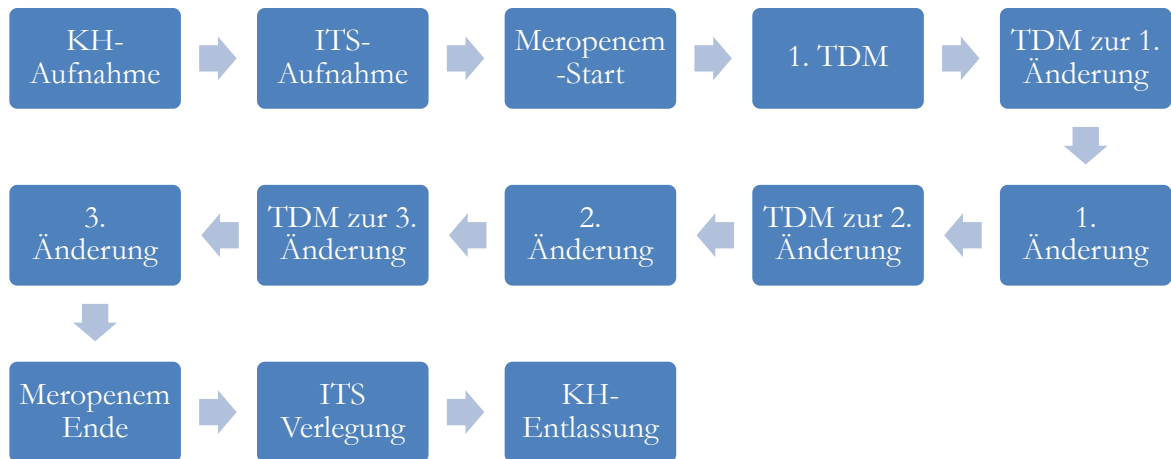 KH-
Aufnahme
ITS-
Aufnahme
Meropenem
-Start
1. TDM
TDM zur 1.
Änderung
1.
Änderung
TDM zur 2.
Änderung
2.
Änderung
TDM zur 3.
Änderung
3.
Änderung
Meropenem
Ende
ITS
Verlegung
KH-
Entlassung